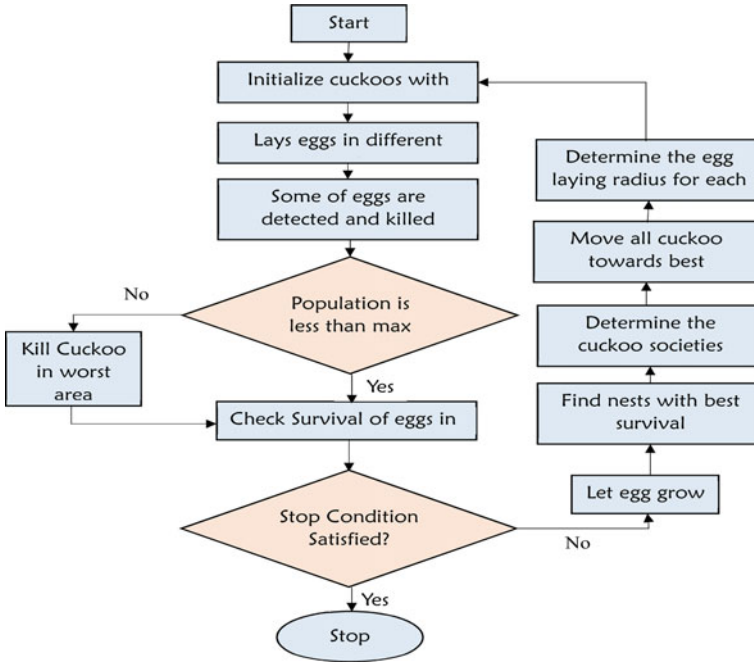 Start
Initialize cuckoos with
Lays eggs in different
Some of eggs are
detected and killed
Population is
less than max
No
Kill Cuckoo
in worst
area
Yes
Check Survival of eggs in
Stop Condition
Satisfied?
No
Let egg grow
Find nests with best
survival
Determine the
cuckoo societies
Move all cuckoo
towards best
Determine the egg
laying radius for each
Yes
Stop